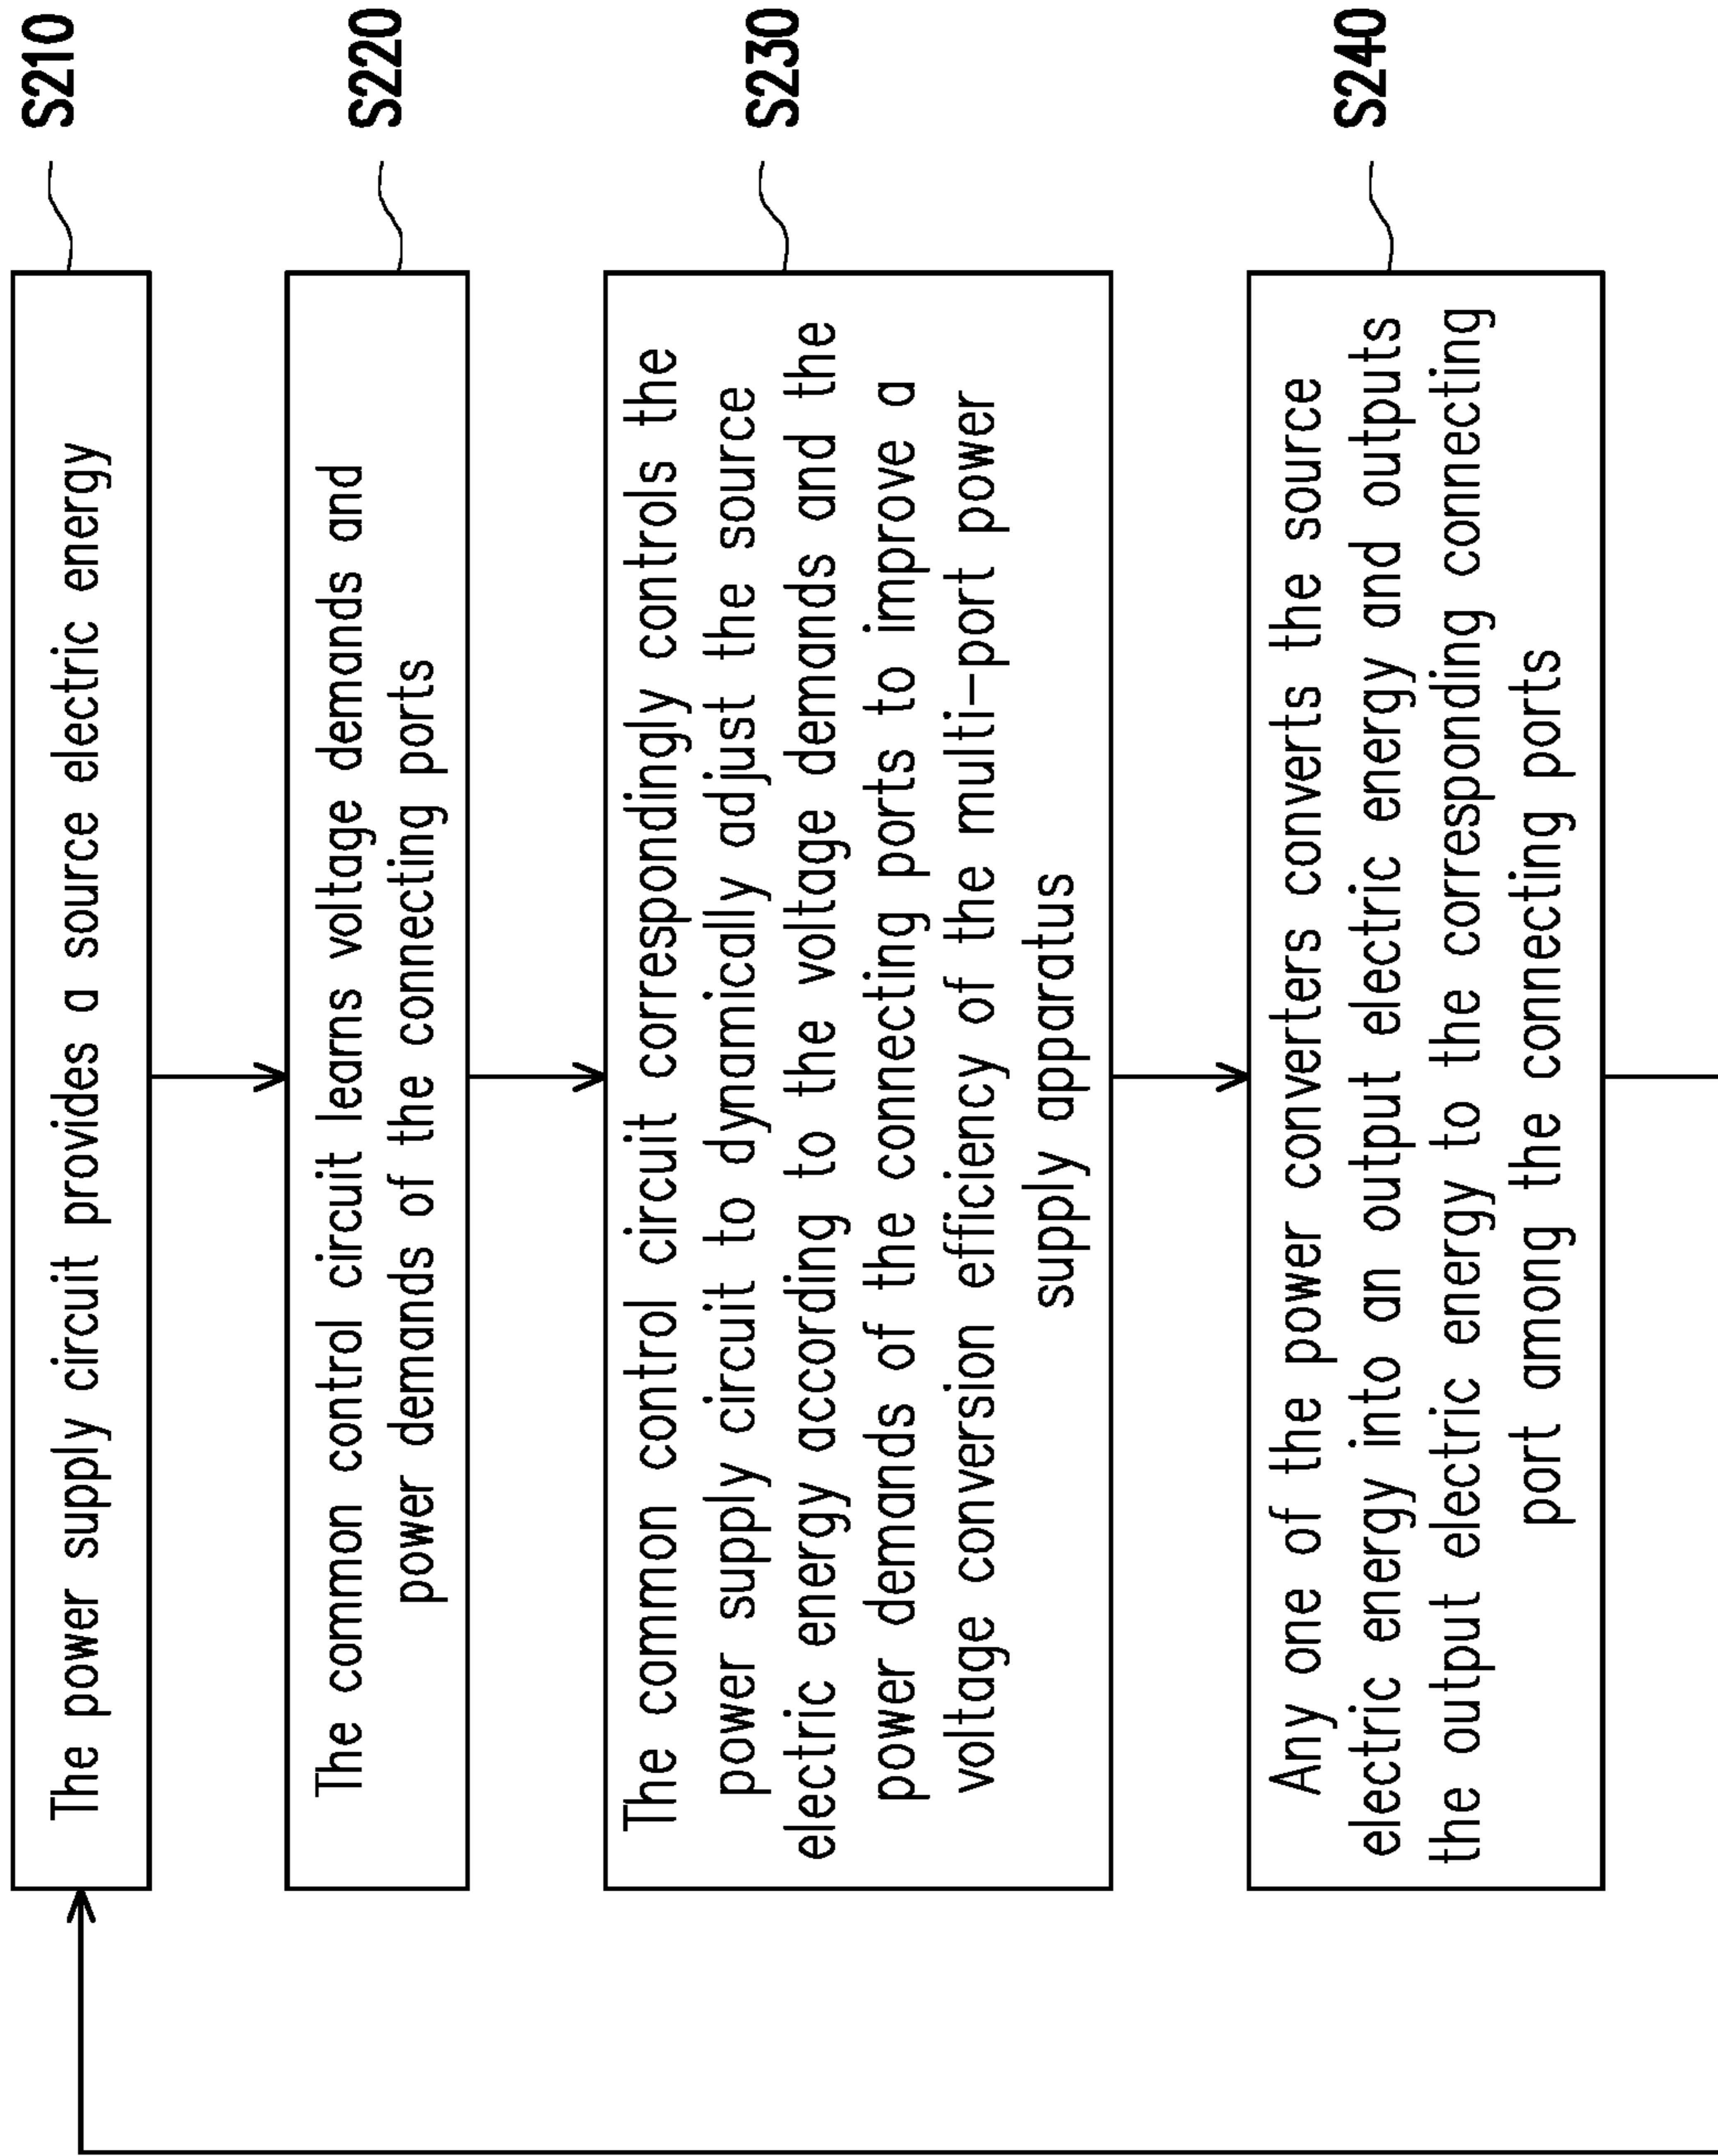 The power supply circuit provides a source electric energy
S210
The common control circuit learns voltage demands and
power demands of the connecting ports
S220
The common control circuit correspondingly controls the
power supply circuit to dynamically adjust the source
electric energy according to the voltage demands and the
power demands of the connecting ports to improve a
voltage conversion efficiency of the multi-port power
supply apparatus
S230
Any one of the power converters converts the source
electric energy into an output electric energy and outputs
the output electric energy to the corresponding connecting
port among the connecting ports
S240